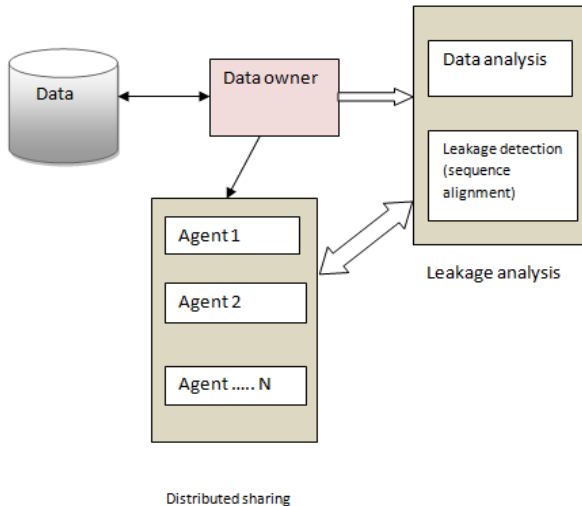 Data
Data owner
Data analysis
Leakage detection
(sequence
alignment)
Leakage analysis
Agent 1
Agent 2
Agent ..... N
Distributed sharing